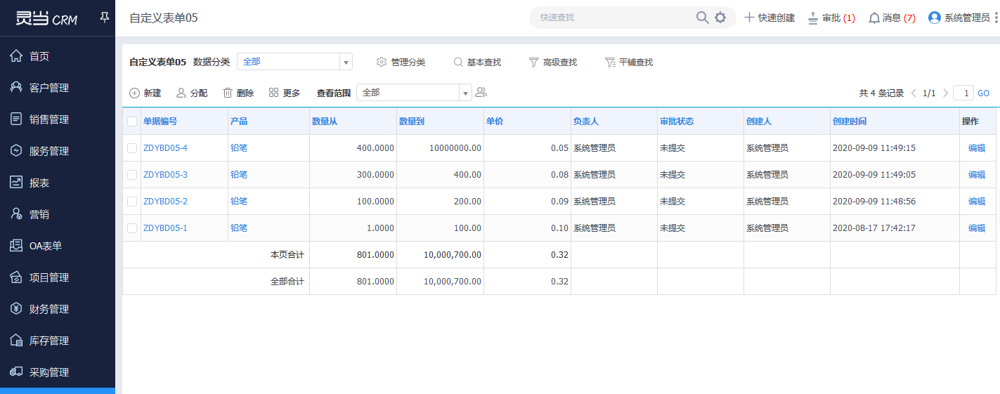 灵当CRM
自定义表单05
快速查找
快速创建
审批 (1)
消息 (7)
系统管理员
首页
客户管理
销售管理
服务管理
报表
营销
OA表单
项目管理
财务管理
库存管理
采购管理
自定义表单05 数据分类 全部 管理分类 基本查找 高级查找 平铺查找
新建 分配 删除 更多 查看范围 全部 共 4 条记录 1/1 1 GO
单据编号 产品 数量从 数量到 单价 负责人 审批状态 创建人 创建时间 操作
ZDYBD05-4 铅笔 400.0000 10000000.00 0.05 系统管理员 未提交 系统管理员 2020-09-09 11:49:15 编辑
ZDYBD05-3 铅笔 300.0000 400.00 0.08 系统管理员 未提交 系统管理员 2020-09-09 11:49:05 编辑
ZDYBD05-2 铅笔 100.0000 200.00 0.09 系统管理员 未提交 系统管理员 2020-09-09 11:48:56 编辑
ZDYBD05-1 铅笔 1.0000 100.00 0.10 系统管理员 未提交 系统管理员 2020-08-17 17:42:17 编辑
本页合计 801.0000 10,000,700.00 0.32
全部合计 801.0000 10,000,700.00 0.32